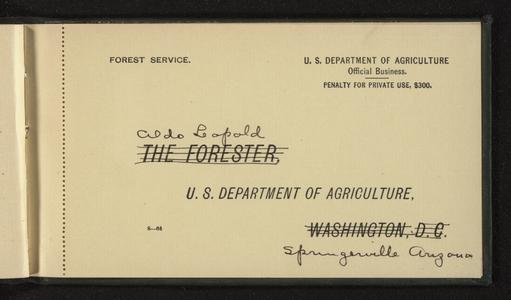 FOREST SERVICE.
U. S. DEPARTMENT OF AGRICULTURE
Official Business.
PENALTY FOR PRIVATE USE, $300.
Aldo Leopold
THE FORESTER,
U. S. DEPARTMENT OF AGRICULTURE,
8—64
WASHINGTON, D. C.
Springerville Arizona